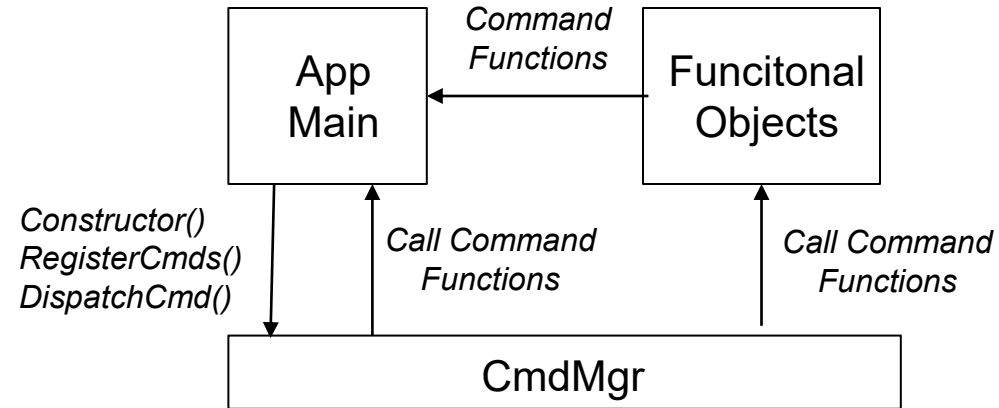 Command
Functions
App
Main
Funcitonal
Objects
Constructor()
RegisterCmds()
DispatchCmd()
Call Command
Functions
Call Command
Functions
CmdMgr